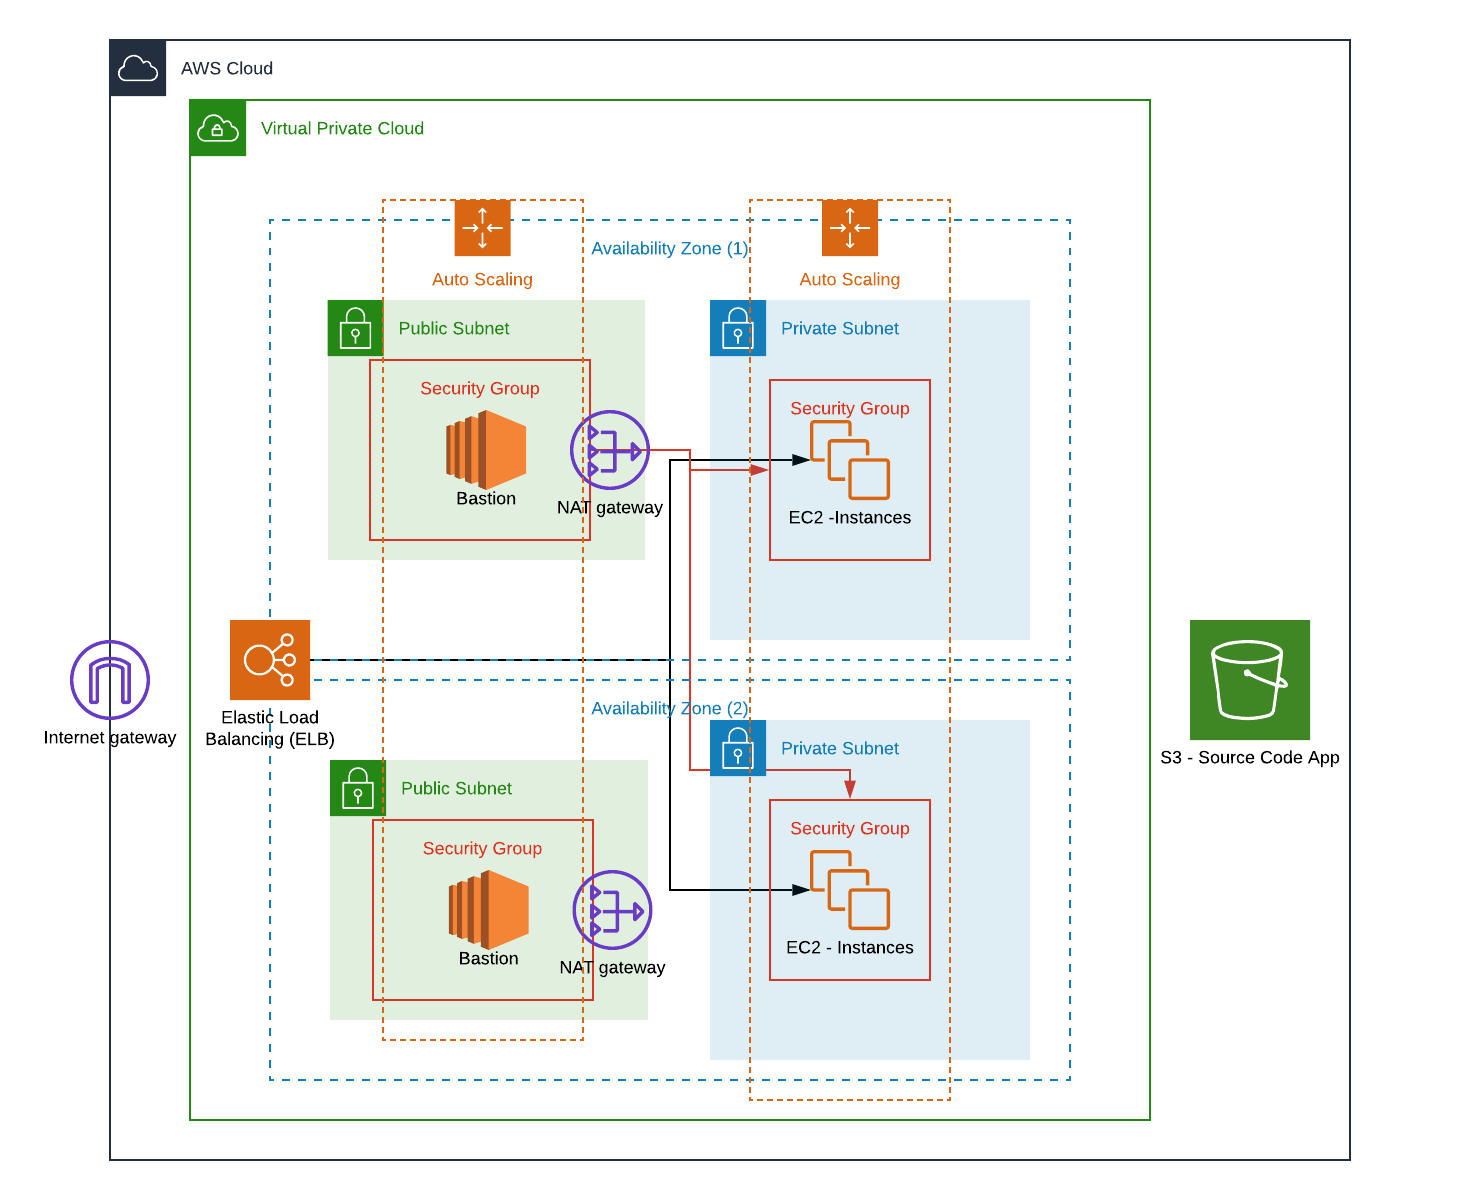 AWS Cloud
Virtual Private Cloud
Availability Zone (1)
Auto Scaling
Auto Scaling
Public Subnet
Private Subnet
Security Group
Security Group
Bastion
NAT gateway
EC2 -Instances
Internet gateway
Elastic Load
Balancing (ELB)
Availability Zone (2)
S3 - Source Code App
Private Subnet
Public Subnet
Security Group
Security Group
Bastion
NAT gateway
EC2 - Instances